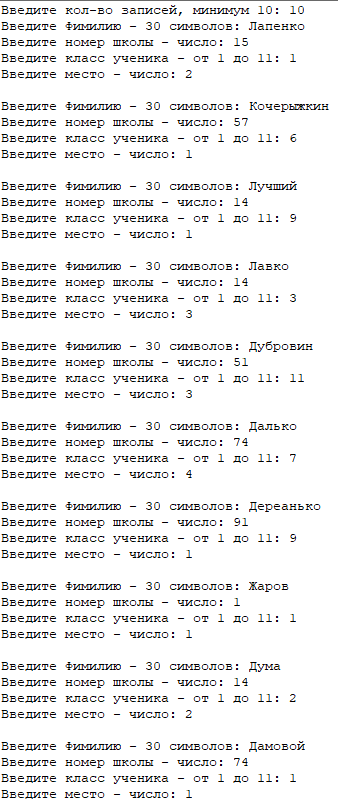 Введите кол-во записей, минимум 10: 10
Введите Фимилию - 30 символов: Лапенко
Введите номер школы - число: 15
Введите класс ученика - от 1 до 11: 1
Введите место - число: 2
Введите Фимилию - 30 символов: Кочерыжкин
Введите номер школы - число: 57
Введите класс ученика - от 1 до 11: 6
Введите место - число: 1
Введите Фимилию - 30 символов: Лучший
Введите номер школы - число: 14
Введите класс ученика - от 1 до 11: 9
Введите место - число: 1
Введите Фимилию - 30 символов: Лавко
Введите номер школы - число: 14
Введите класс ученика - от 1 до 11: 3
Введите место - число: 3
Введите Фимилию - 30 символов: Дубровин
Введите номер школы - число: 51
Введите класс ученика - от 1 до 11: 11
Введите место - число: 3
Введите Фимилию - 30 символов: Далько
Введите номер школы - число: 74
Введите класс ученика - от 1 до 11: 7
Введите место - число: 4
Введите Фимилию - 30 символов: Дереанько
Введите номер школы - число: 91
Введите класс ученика - от 1 до 11: 9
Введите место - число: 1
Введите Фимилию - 30 символов: Жаров
Введите номер школы - число: 1
Введите класс ученика - от 1 до 11: 1
Введите место - число: 1
Введите Фимилию - 30 символов: Дума
Введите номер школы - число: 14
Введите класс ученика - от 1 до 11: 2
Введите место - число: 2
Введите Фимилию - 30 символов: Дамовой
Введите номер школы - число: 74
Введите класс ученика - от 1 до 11: 1
Введите место - число: 1